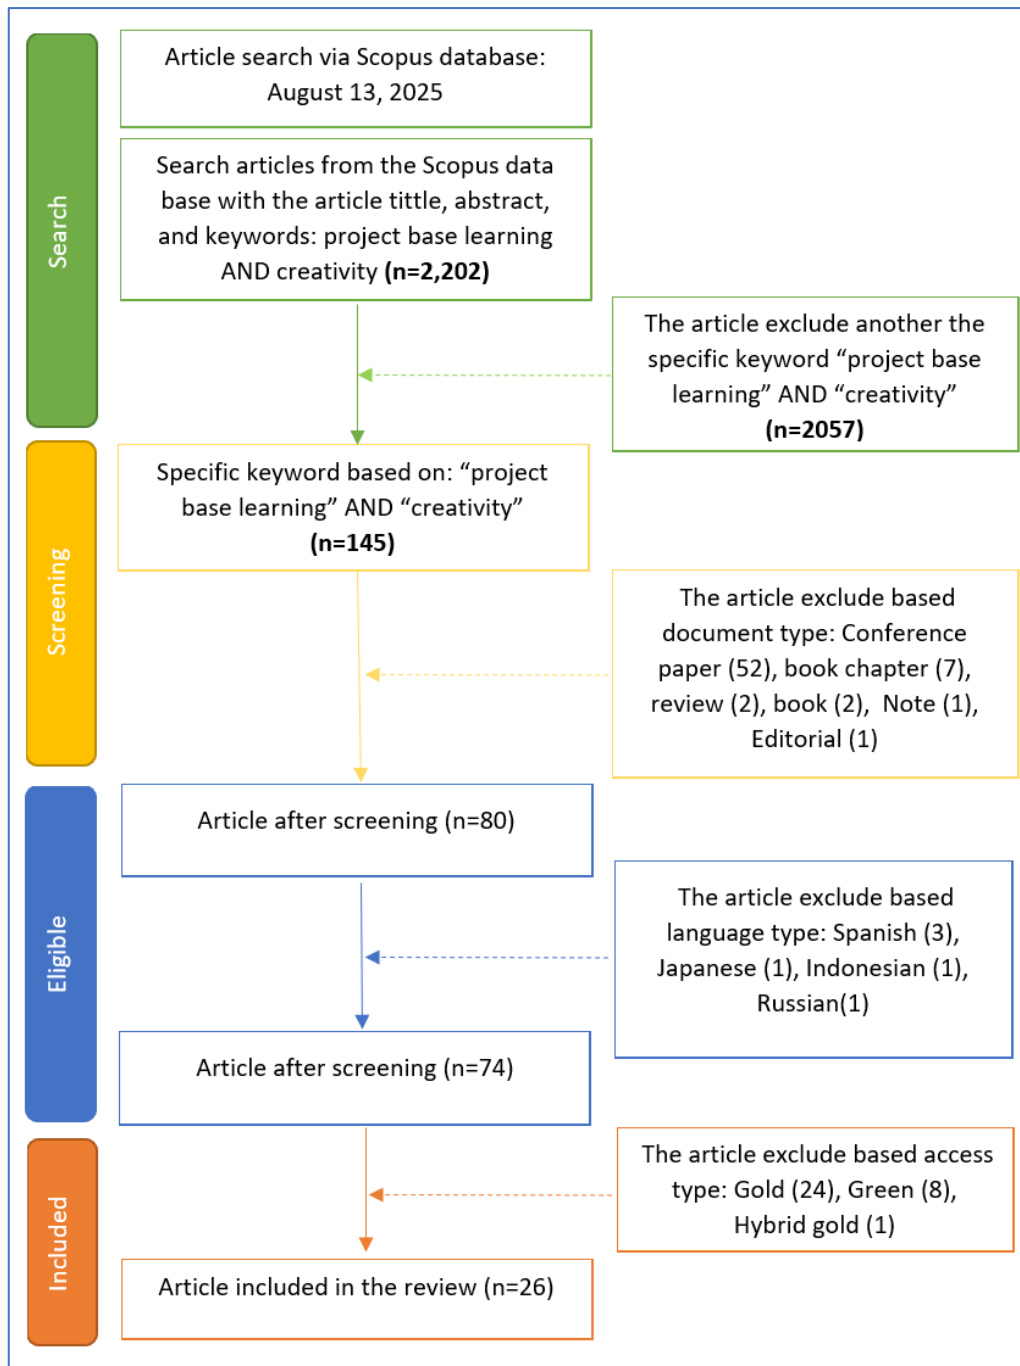 Search
Article search via Scopus database:
August 13, 2025
Search articles from the Scopus data
base with the article tittle, abstract,
and keywords: project base learning
AND creativity (n=2,202)
The article exclude another the
specific keyword “project base
learning” AND “creativity”
(n=2057)
Screening
Specific keyword based on: “project
base learning” AND “creativity”
(n=145)
The article exclude based
document type: Conference
paper (52), book chapter (7),
review (2), book (2), Note (1),
Editorial (1)
Eligible
Article after screening (n=80)
The article exclude based
language type: Spanish (3),
Japanese (1), Indonesian (1),
Russian(1)
Article after screening (n=74)
Included
The article exclude based access
type: Gold (24), Green (8),
Hybrid gold (1)
Article included in the review (n=26)